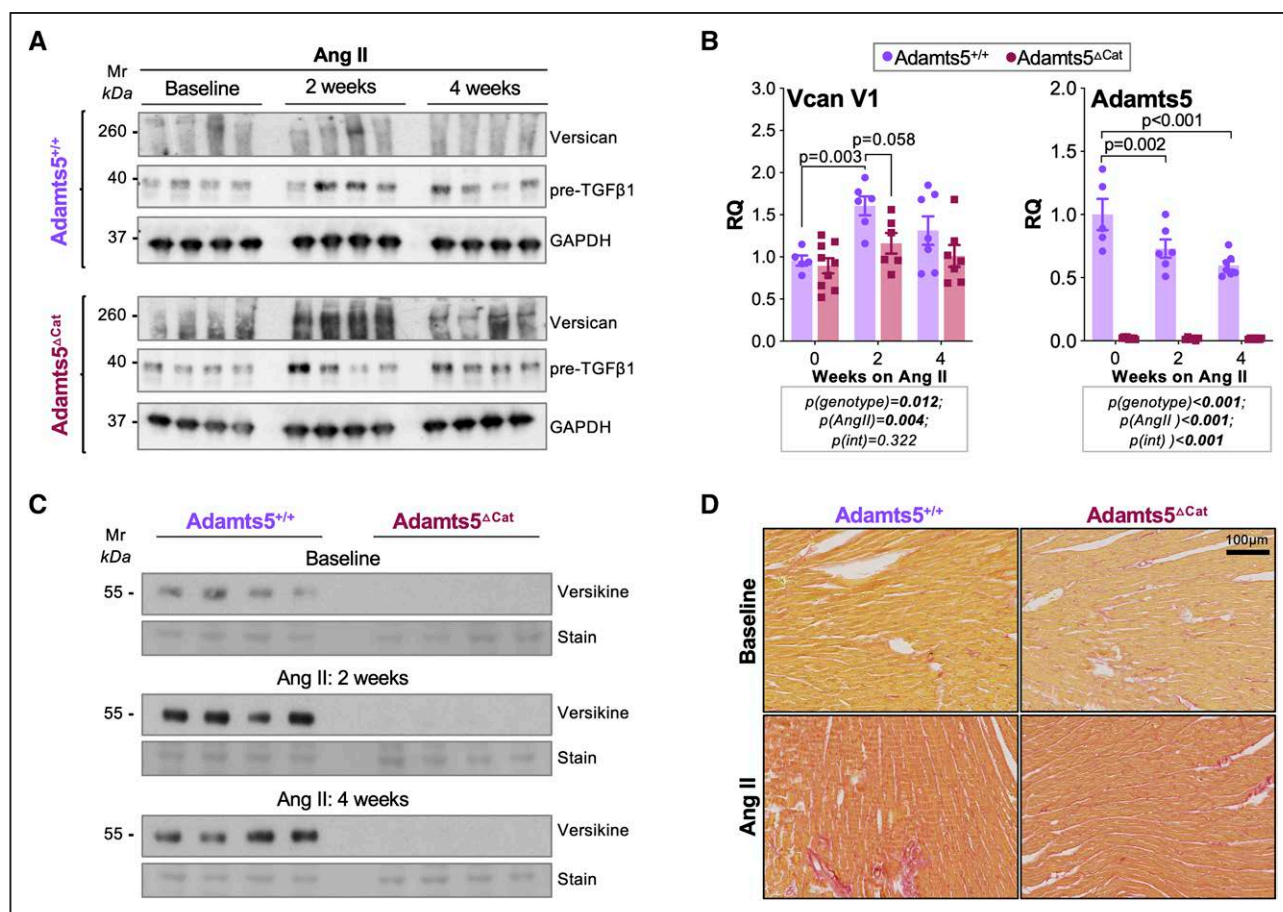 A
Ang II
Mr
kDa
Baseline
2 weeks
4 weeks
Adamts5+/+
260
Versican
40
pre-TGFβ1
37
GAPDH
Adamts5ΔCat
260
Versican
40
pre-TGFβ1
37
GAPDH
B
Adamts5+/+ Adamts5ΔCat
Vcan V1
RQ
3.0
2.5
2.0
1.5
1.0
0.5
0.0
p=0.058
p=0.003
0 2 4
Weeks on Ang II
p(genotype)=0.012;
p(AngII)=0.004;
p(int)=0.322
Adamts5
RQ
2.0
1.5
1.0
0.5
0.0
p<0.001
p=0.002
0 2 4
Weeks on Ang II
p(genotype)<0.001;
p(AngII )<0.001;
p(int) )<0.001
C
Adamts5+/+ Adamts5ΔCat
Mr
kDa
Baseline
55 - Versikine
Stain
Ang II: 2 weeks
55 - Versikine
Stain
Ang II: 4 weeks
55 - Versikine
Stain
D
Adamts5+/+ Adamts5ΔCat
Baseline
100μm
Ang II